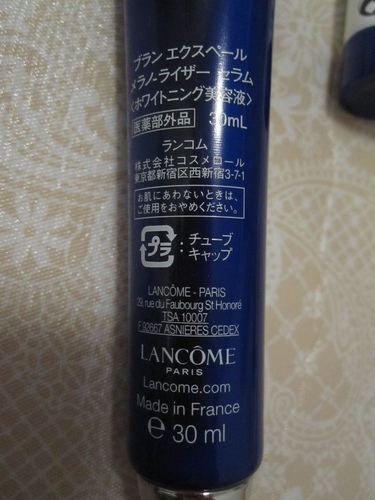 ブラン エクスペール
メラノ-ライザー セラム
〈ホワイトニング美容液〉
医薬部外品 30mL
ランコム
株式会社コスメロール
東京都新宿区西新宿3-7-1
お肌にあわないときは、
ご使用をおやめください。
プラ : チューブ
キャップ
LANCÔME - PARIS
29, rue du Faubourg St Honoré
TSA 10007
F 92667 ASNIERES CEDEX
LANCÔME
PARIS
Lancome.com
Made in France
e 30 ml